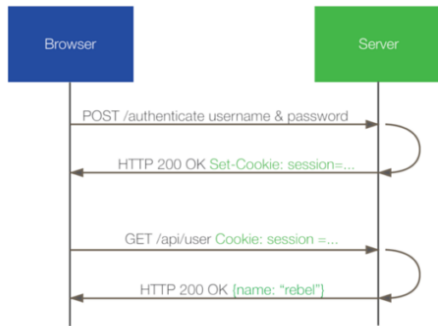 Browser
Server
POST /authenticate username & password
HTTP 200 OK Set-Cookie: session=...
GET /api/user Cookie: session =...
HTTP 200 OK {name: “rebel”}